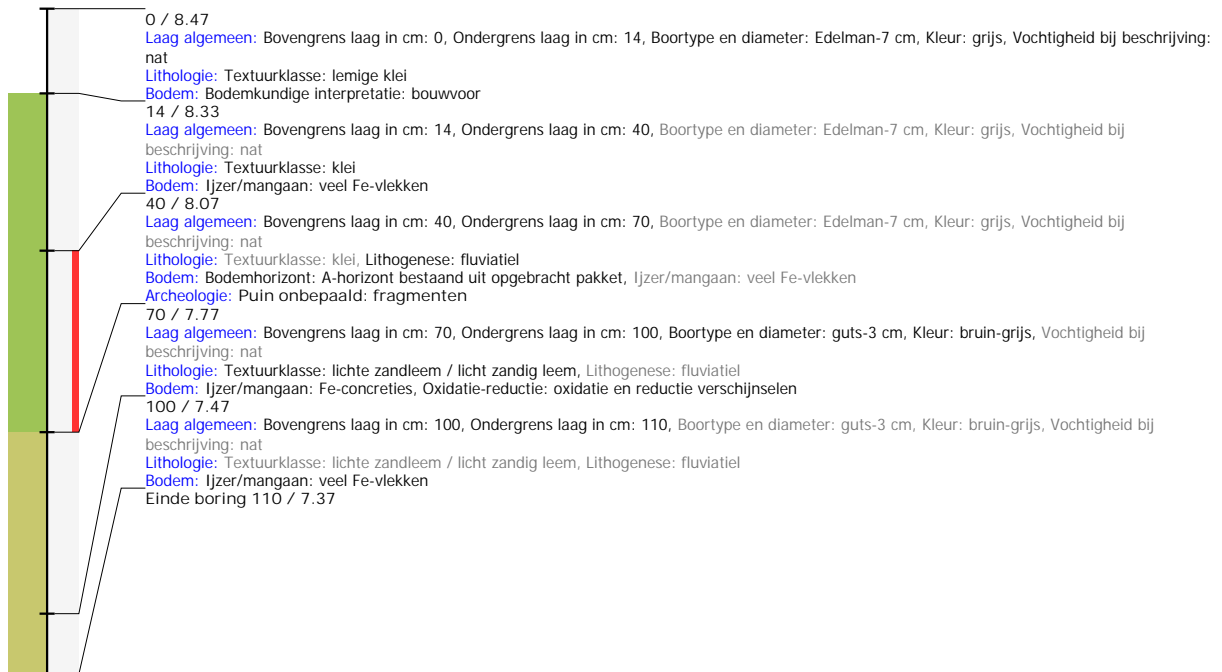 0 / 8.47
Laag algemeen: Bovengrens laag in cm: 0, Ondergrens laag in cm: 14, Boortype en diameter: Edelman-7 cm, Kleur: grijs, Vochtigheid bij beschrijving:
nat
Lithologie: Textuurklasse: lemige klei
Bodem: Bodemkundige interpretatie: bouwvoor
14 / 8.33
Laag algemeen: Bovengrens laag in cm: 14, Ondergrens laag in cm: 40, Boortype en diameter: Edelman-7 cm, Kleur: grijs, Vochtigheid bij
beschrijving: nat
Lithologie: Textuurklasse: klei
Bodem: Ijzer/mangaan: veel Fe-vlekken
40 / 8.07
Laag algemeen: Bovengrens laag in cm: 40, Ondergrens laag in cm: 70, Boortype en diameter: Edelman-7 cm, Kleur: grijs, Vochtigheid bij
beschrijving: nat
Lithologie: Textuurklasse: klei, Lithogenese: fluviatiel
Bodem: Bodemhorizont: A-horizont bestaand uit opgebracht pakket, Ijzer/mangaan: veel Fe-vlekken
Archeologie: Puin onbepaald: fragmenten
70 / 7.77
Laag algemeen: Bovengrens laag in cm: 70, Ondergrens laag in cm: 100, Boortype en diameter: guts-3 cm, Kleur: bruin-grijs, Vochtigheid bij
beschrijving: nat
Lithologie: Textuurklasse: lichte zandleem / licht zandig leem, Lithogenese: fluviatiel
Bodem: Ijzer/mangaan: Fe-concreties, Oxidatie-reductie: oxidatie en reductie verschijnselen
100 / 7.47
Laag algemeen: Bovengrens laag in cm: 100, Ondergrens laag in cm: 110, Boortype en diameter: guts-3 cm, Kleur: bruin-grijs, Vochtigheid bij
beschrijving: nat
Lithologie: Textuurklasse: lichte zandleem / licht zandig leem, Lithogenese: fluviatiel
Bodem: Ijzer/mangaan: veel Fe-vlekken
Einde boring 110 / 7.37